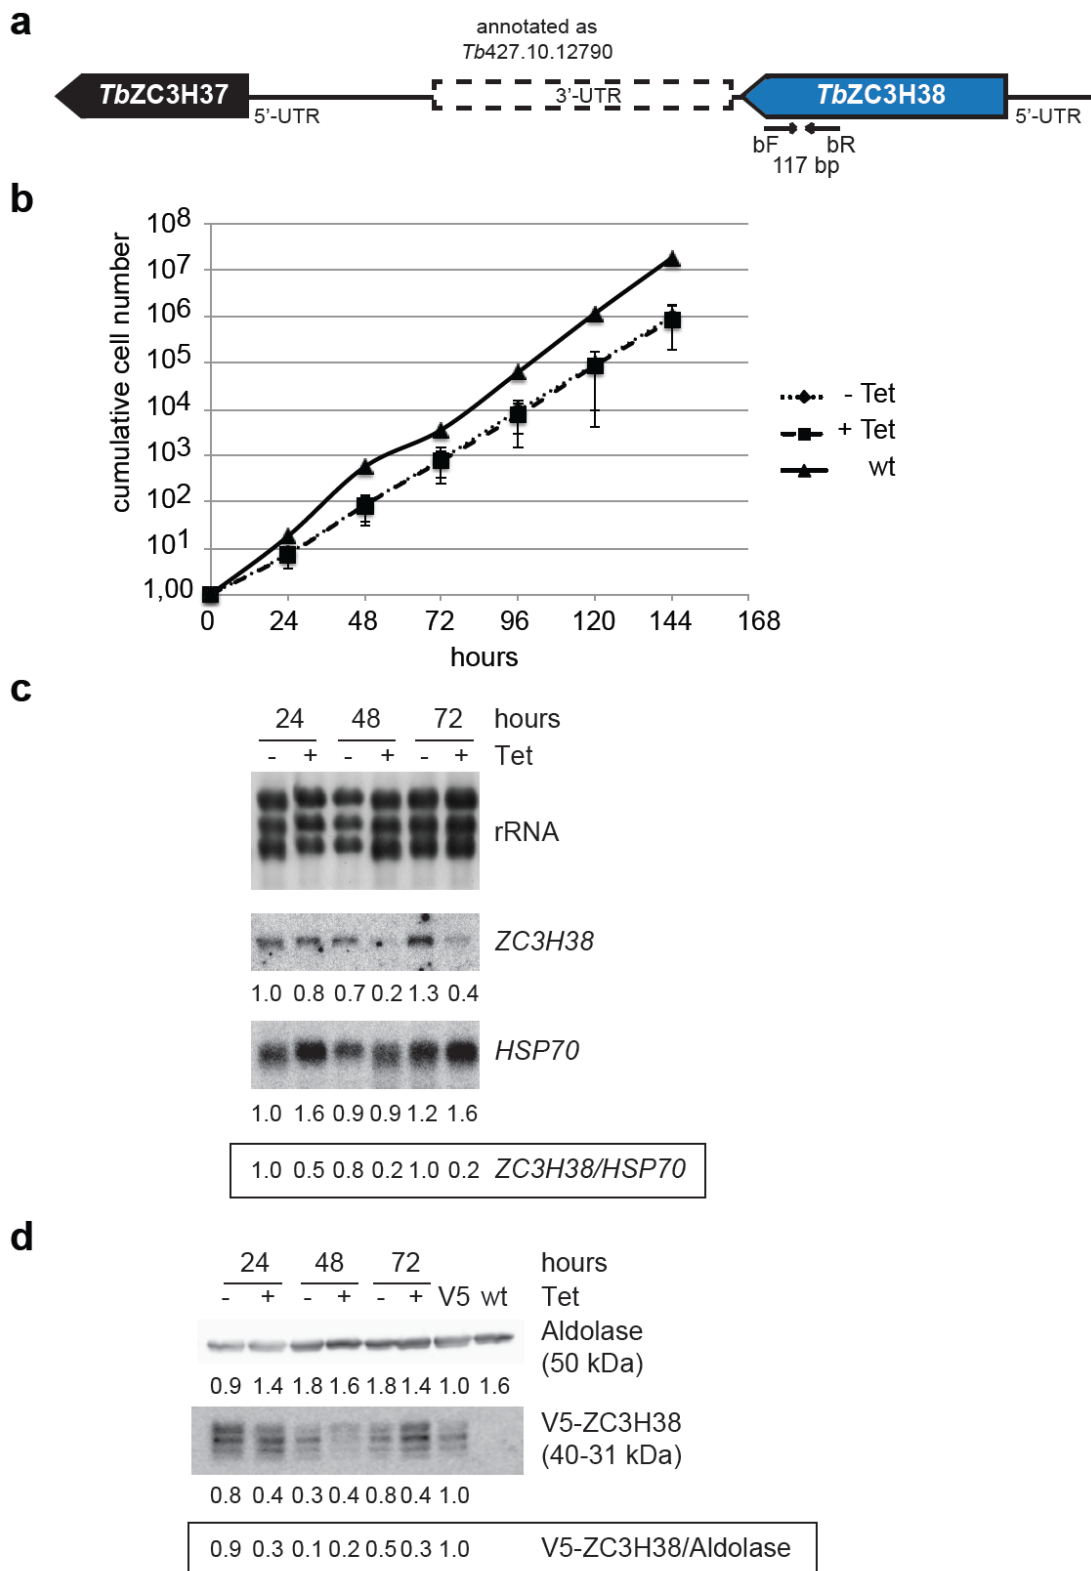 a
annotated as
Tb427.10.12790
TbZC3H37
3'-UTR
TbZC3H38
5'-UTR
5'-UTR
bF
bR
117 bp
b
cumulative cell number
10^8
10^7
10^6
10^5
10^4
10^3
10^2
10^1
1,00
0 24 48 72 96 120 144 168
hours
- Tet
+ Tet
wt
c
24 48 72 hours
- + - + - + Tet
rRNA
ZC3H38
1.0 0.8 0.7 0.2 1.3 0.4
HSP70
1.0 1.6 0.9 0.9 1.2 1.6
1.0 0.5 0.8 0.2 1.0 0.2 ZC3H38/HSP70
d
24 48 72 hours
- + - + - + V5 wt Tet
Aldolase
(50 kDa)
0.9 1.4 1.8 1.6 1.8 1.4 1.0 1.6
V5-ZC3H38
(40-31 kDa)
0.8 0.4 0.3 0.4 0.8 0.4 1.0
0.9 0.3 0.1 0.2 0.5 0.3 1.0 V5-ZC3H38/Aldolase